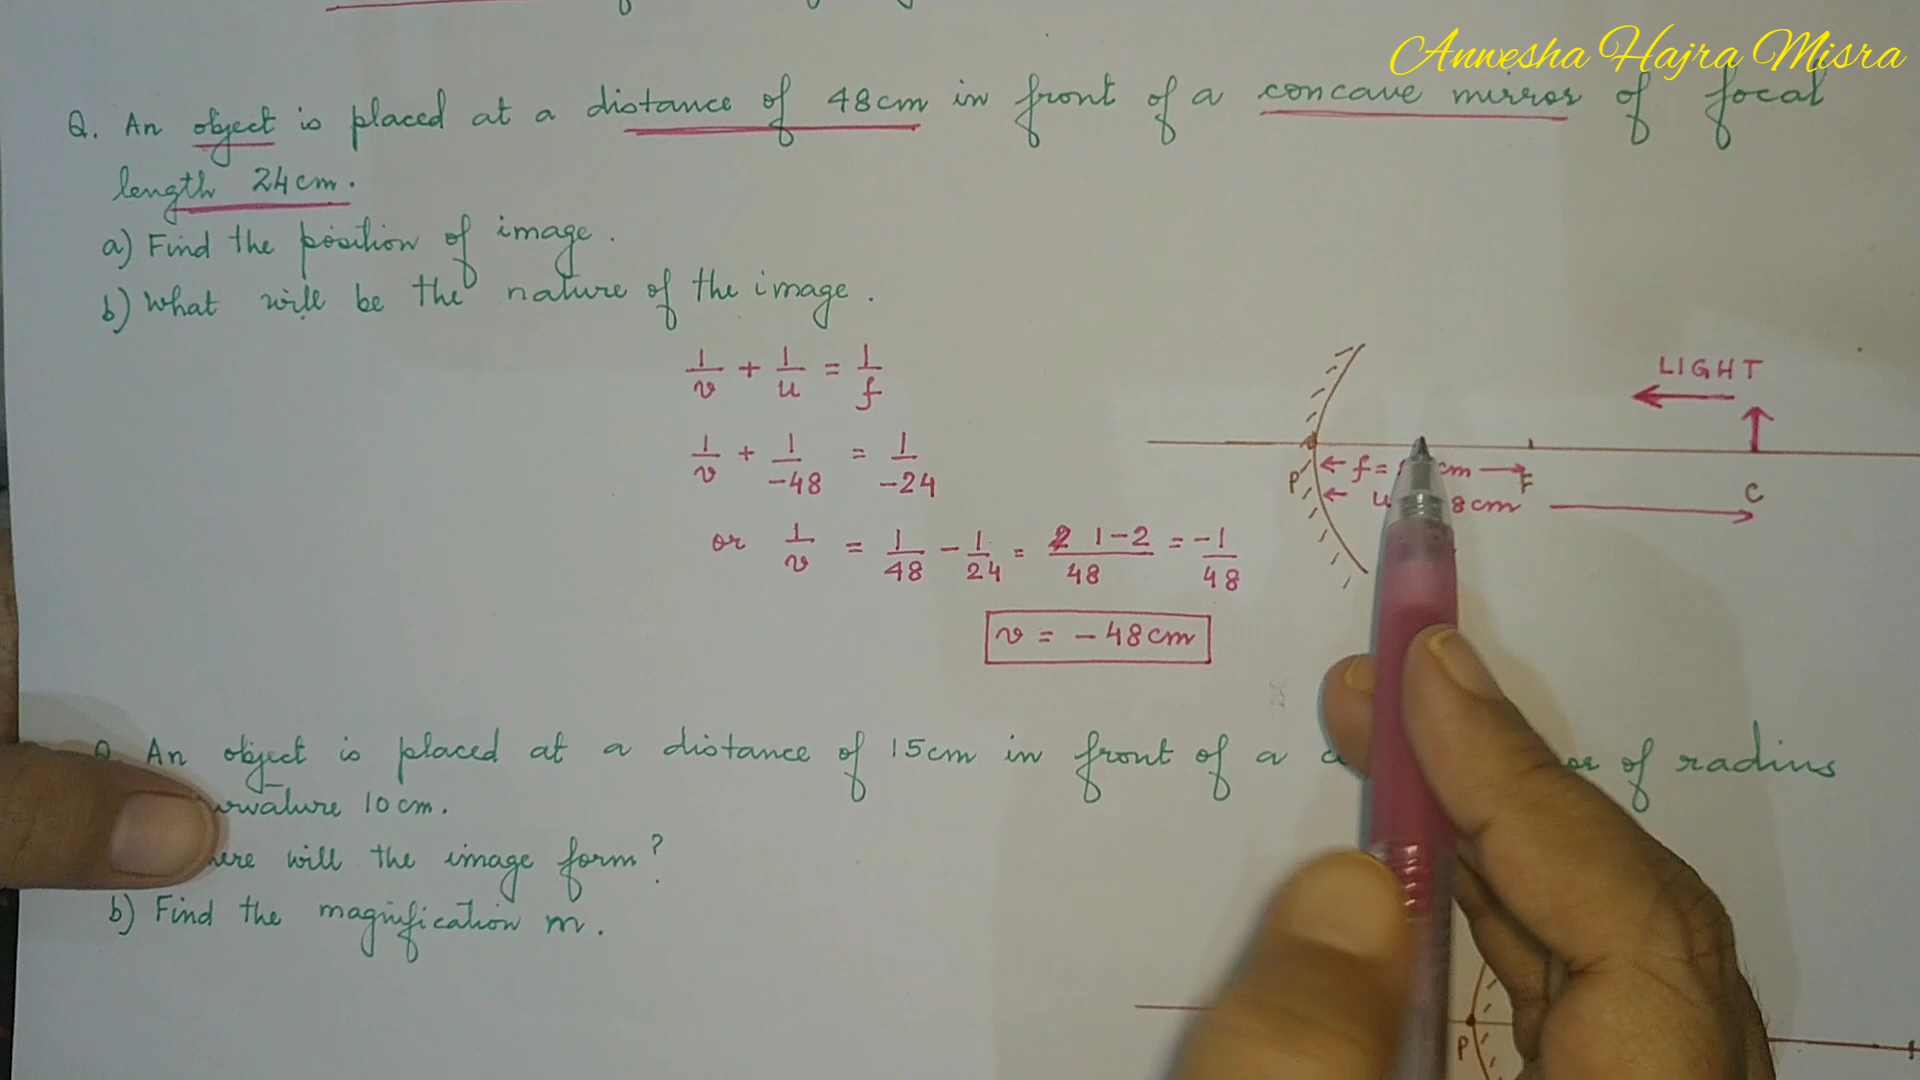 Anwesha Hajra Misra
Q. An object is placed at a distance of 48cm in front of a concave mirror of focal
length 24cm.
a) Find the position of image.
b) What will be the nature of the image.
1/v + 1/u = 1/f
1/v + 1/-48 = 1/-24
or 1/v = 1/48 - 1/24 = 1-2/48 = -1/48
v = -48cm
LIGHT
P f = cm F
u 8cm C
Q. An object is placed at a distance of 15cm in front of a of radius
10cm.
will the image form?
b) Find the magnification m.
P